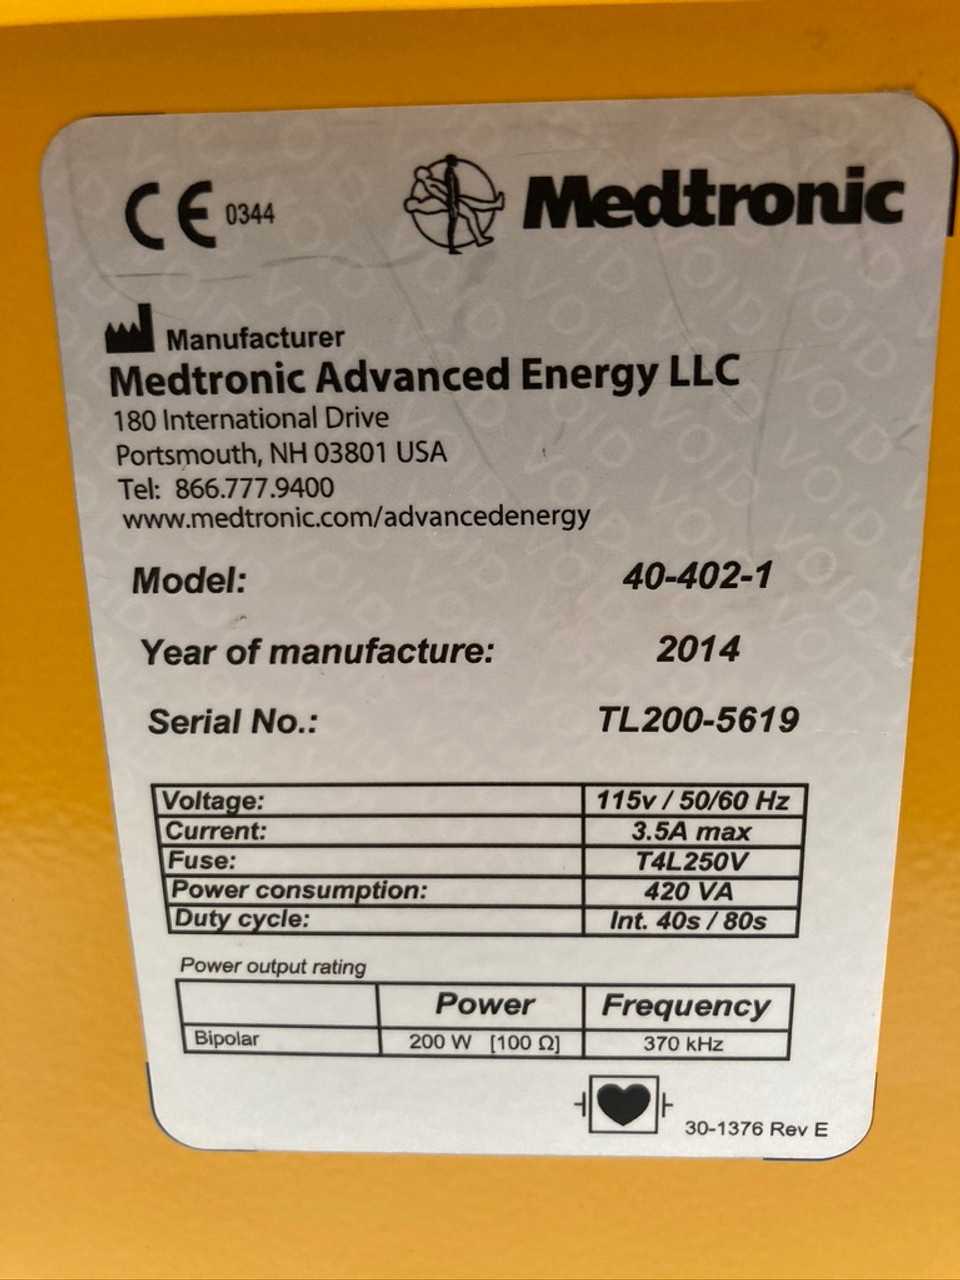 CE 0344
Medtronic
Manufacturer
Medtronic Advanced Energy LLC
180 International Drive
Portsmouth, NH 03801 USA
Tel: 866.777.9400
www.medtronic.com/advancedenergy
Model: 40-402-1
Year of manufacture: 2014
Serial No.: TL200-5619
Voltage: 115v / 50/60 Hz
Current: 3.5A max
Fuse: T4L250V
Power consumption: 420 VA
Duty cycle: Int. 40s / 80s
Power output rating
Power Frequency
Bipolar 200 W [100 Ω] 370 kHz
30-1376 Rev E